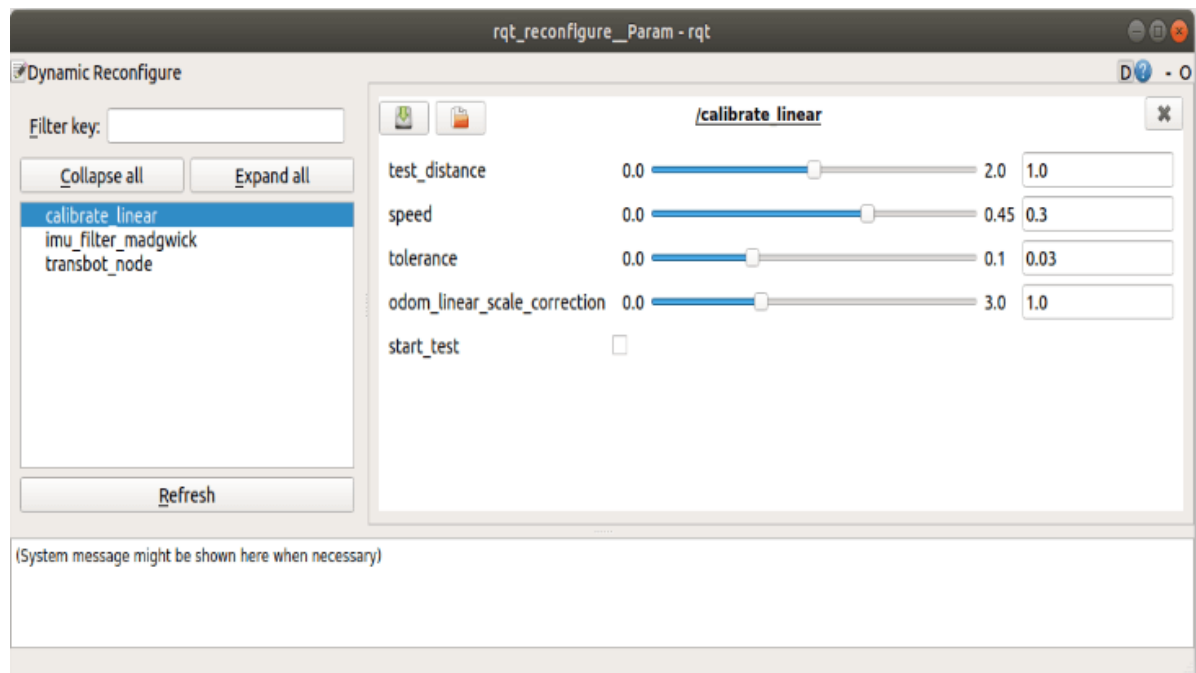 rqt_reconfigure__Param - rqt
Dynamic Reconfigure
D? - O
Filter key:
Collapse all Expand all
calibrate_linear
imu_filter_madgwick
transbot_node
Refresh
/calibrate_linear
test_distance 0.0 2.0 1.0
speed 0.0 0.45 0.3
tolerance 0.0 0.1 0.03
odom_linear_scale_correction 0.0 3.0 1.0
start_test
(System message might be shown here when necessary)